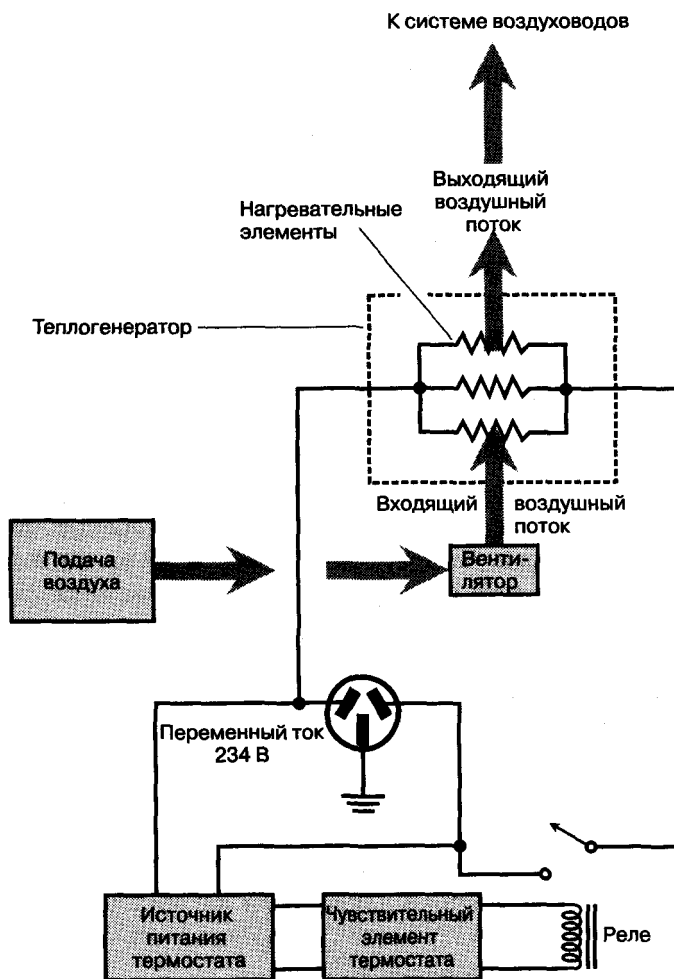 К системе воздуховодов
Выходящий
воздушный
поток
Нагревательные
элементы
Теплогенератор
Входящий воздушный
поток
Подача
воздуха
Венти-
лятор
Переменный ток
234 В
Источник
питания
термостата
Чувствительный
элемент
термостата
Реле